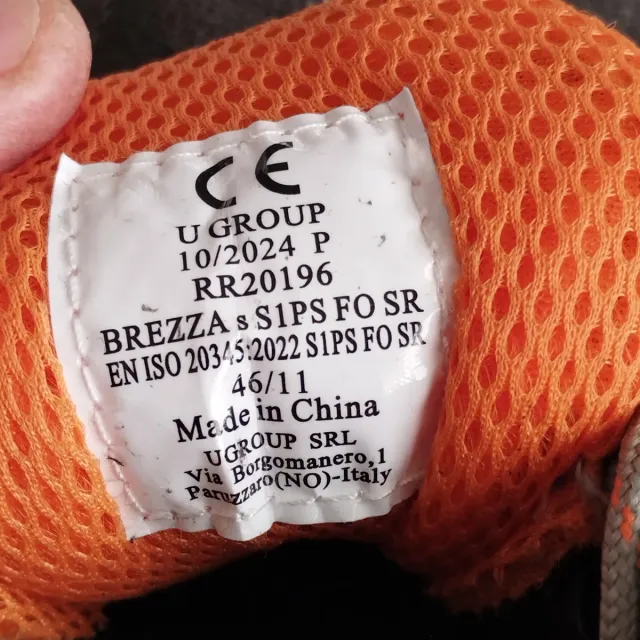 CE
U GROUP
10/2024 P
RR20196
BREZZA s S1PS FO SR
EN ISO 20345:2022 S1PS FO SR
46/11
Made in China
UGROUP SRL
Via Borgomanero,1
Paruzzaro(NO)-Italy